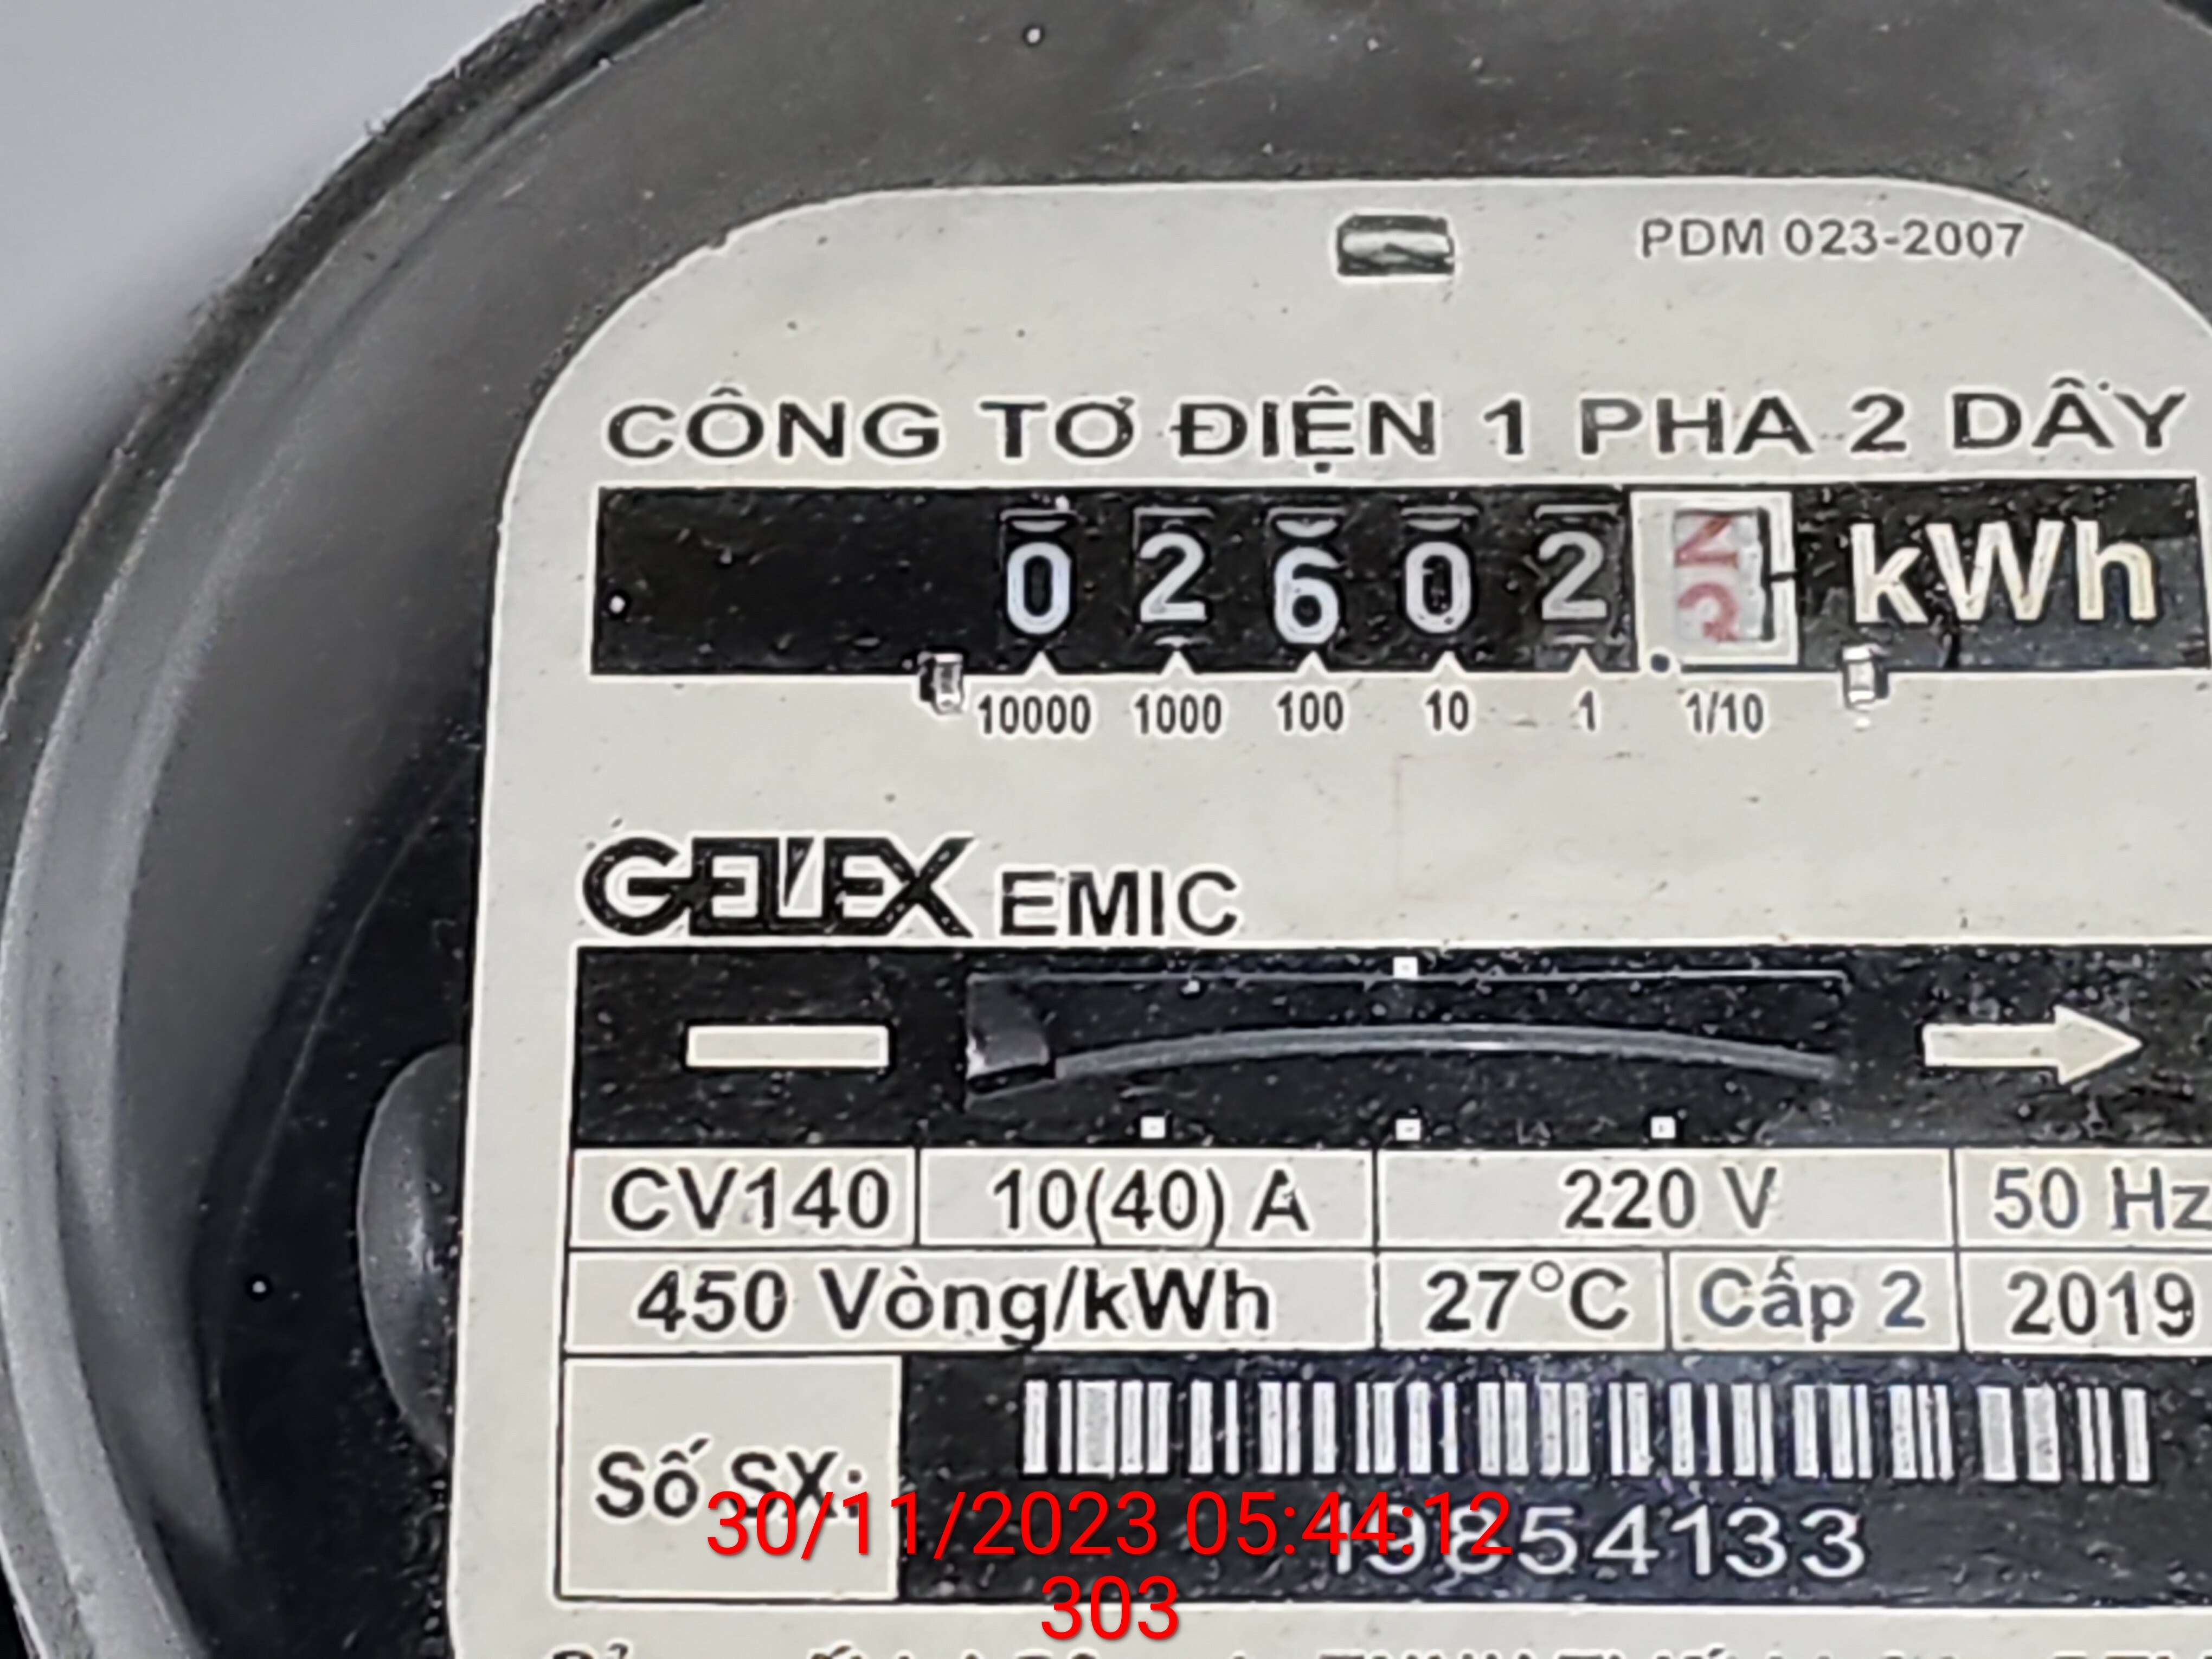 PDM 023-2007
CÔNG TƠ ĐIỆN 1 PHA 2 DÂY
0 2 6 0 2 kWh
10000 1000 100 10 1 1/10
GELEX EMIC
CV140 10(40) A 220 V 50 Hz
450 Vòng/kWh 27°C Cấp 2 2019
Số SX:
19854133
30/11/2023 05:44:12
303